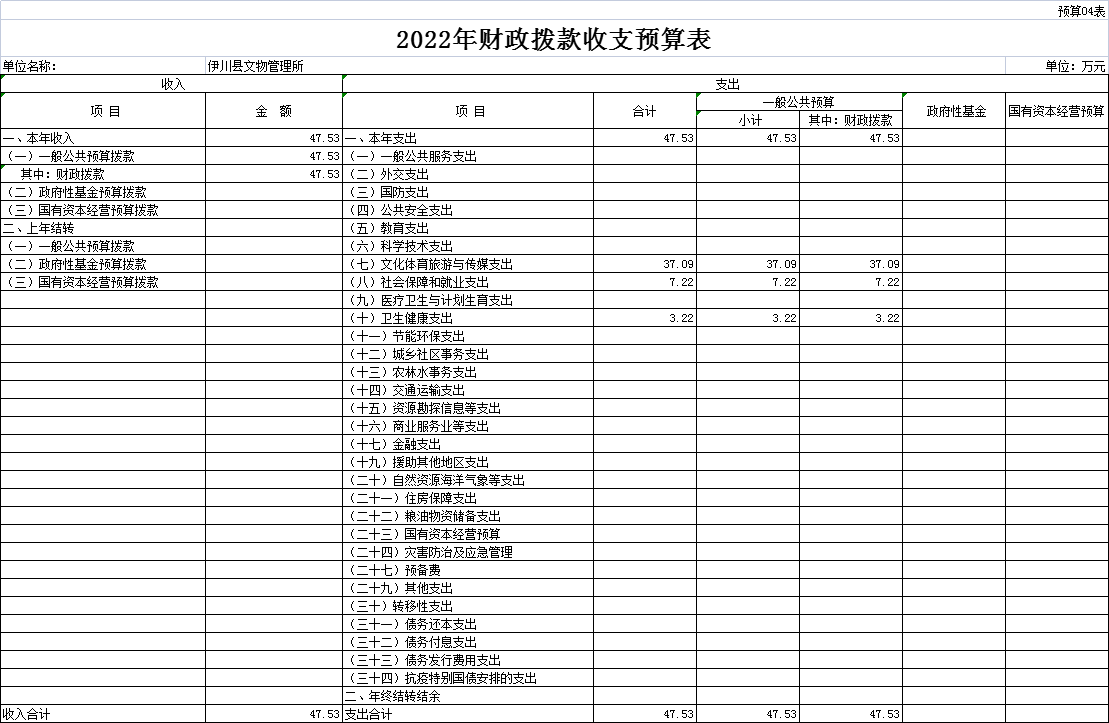 预算04表
2022年财政拨款收支预算表
单位名称： 伊川县文物管理所 单位：万元
收入 支出
项 目 金 额 项 目 合计 一般公共预算 政府性基金 国有资本经营预算
小计 其中：财政拨款
一、本年收入 47.53 一、本年支出 47.53 47.53 47.53
（一）一般公共预算拨款 47.53 （一）一般公共服务支出
其中：财政拨款 47.53 （二）外交支出
（二）政府性基金预算拨款 （三）国防支出
（三）国有资本经营预算拨款 （四）公共安全支出
二、上年结转 （五）教育支出
（一）一般公共预算拨款 （六）科学技术支出
（二）政府性基金预算拨款 （七）文化体育旅游与传媒支出 37.09 37.09 37.09
（三）国有资本经营预算拨款 （八）社会保障和就业支出 7.22 7.22 7.22
（九）医疗卫生与计划生育支出
（十）卫生健康支出 3.22 3.22 3.22
（十一）节能环保支出
（十二）城乡社区事务支出
（十三）农林水事务支出
（十四）交通运输支出
（十五）资源勘探信息等支出
（十六）商业服务业等支出
（十七）金融支出
（十九）援助其他地区支出
（二十）自然资源海洋气象等支出
（二十一）住房保障支出
（二十二）粮油物资储备支出
（二十三）国有资本经营预算
（二十四）灾害防治及应急管理
（二十七）预备费
（二十九）其他支出
（三十）转移性支出
（三十一）债务还本支出
（三十二）债务付息支出
（三十三）债务发行费用支出
（三十四）抗疫特别国债安排的支出
二、年终结转结余
收入合计 47.53 支出合计 47.53 47.53 47.53